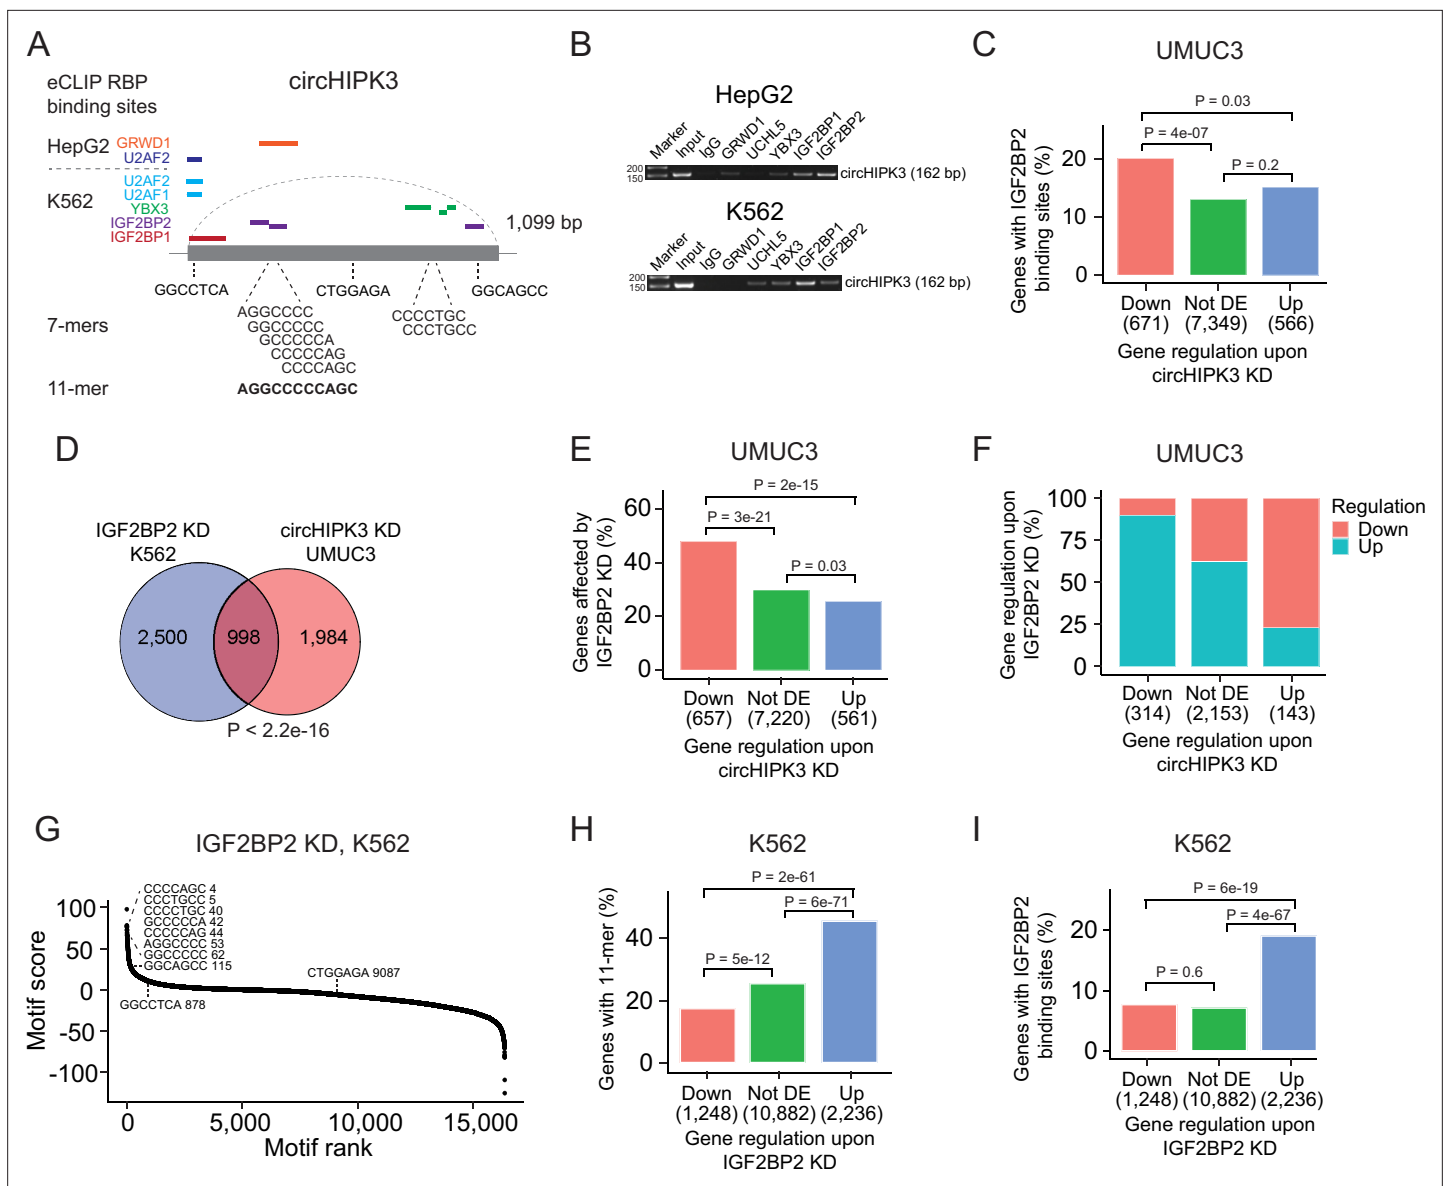 A
eCLIP RBP
binding sites
circHIPK3
HepG2
GRWD1
U2AF2
K562
U2AF2
U2AF1
YBX3
IGF2BP2
IGF2BP1
1,099 bp
GGCCTCA
CTGGAGA
GGCAGCC
7-mers
AGGCCCC
GGCCCCC
GCCCCCA
CCCCCAG
CCCCAGC
CCCCTGC
CCCTGCC
11-mer
AGGCCCCCAGC
B
HepG2
Marker
Input
IgG
GRWD1
UCHL5
YBX3
IGF2BP1
IGF2BP2
200
150
circHIPK3 (162 bp)
K562
Marker
Input
IgG
GRWD1
UCHL5
YBX3
IGF2BP1
IGF2BP2
200
150
circHIPK3 (162 bp)
C
UMUC3
P = 0.03
P = 4e-07
P = 0.2
Genes with IGF2BP2
binding sites (%)
20
10
0
Down
(671)
Not DE
(7,349)
Up
(566)
Gene regulation upon
circHIPK3 KD
D
IGF2BP2 KD
K562
circHIPK3 KD
UMUC3
2,500
998
1,984
P < 2.2e-16
E
UMUC3
P = 2e-15
P = 3e-21
P = 0.03
Genes affected by
IGF2BP2 KD (%)
60
40
20
0
Down
(657)
Not DE
(7,220)
Up
(561)
Gene regulation upon
circHIPK3 KD
F
UMUC3
Gene regulation upon
IGF2BP2 KD (%)
100
75
50
25
0
Regulation
Down
Up
Down
(314)
Not DE
(2,153)
Up
(143)
Gene regulation upon
circHIPK3 KD
G
IGF2BP2 KD, K562
Motif score
100
50
0
-50
-100
CCCCAGC 4
CCCTGCC 5
CCCCTGC 40
GCCCCCA 42
CCCCCAG 44
AGGCCCC 53
GGCCCCC 62
GGCAGCC 115
GGCCTCA 878
CTGGAGA 9087
0
5,000
10,000
15,000
Motif rank
H
K562
P = 2e-61
P = 6e-71
P = 5e-12
Genes with 11-mer (%)
40
20
0
Down
(1,248)
Not DE
(10,882)
Up
(2,236)
Gene regulation upon
IGF2BP2 KD
I
K562
P = 6e-19
P = 4e-67
P = 0.6
Genes with IGF2BP2
binding sites (%)
20
10
0
Down
(1,248)
Not DE
(10,882)
Up
(2,236)
Gene regulation upon
IGF2BP2 KD